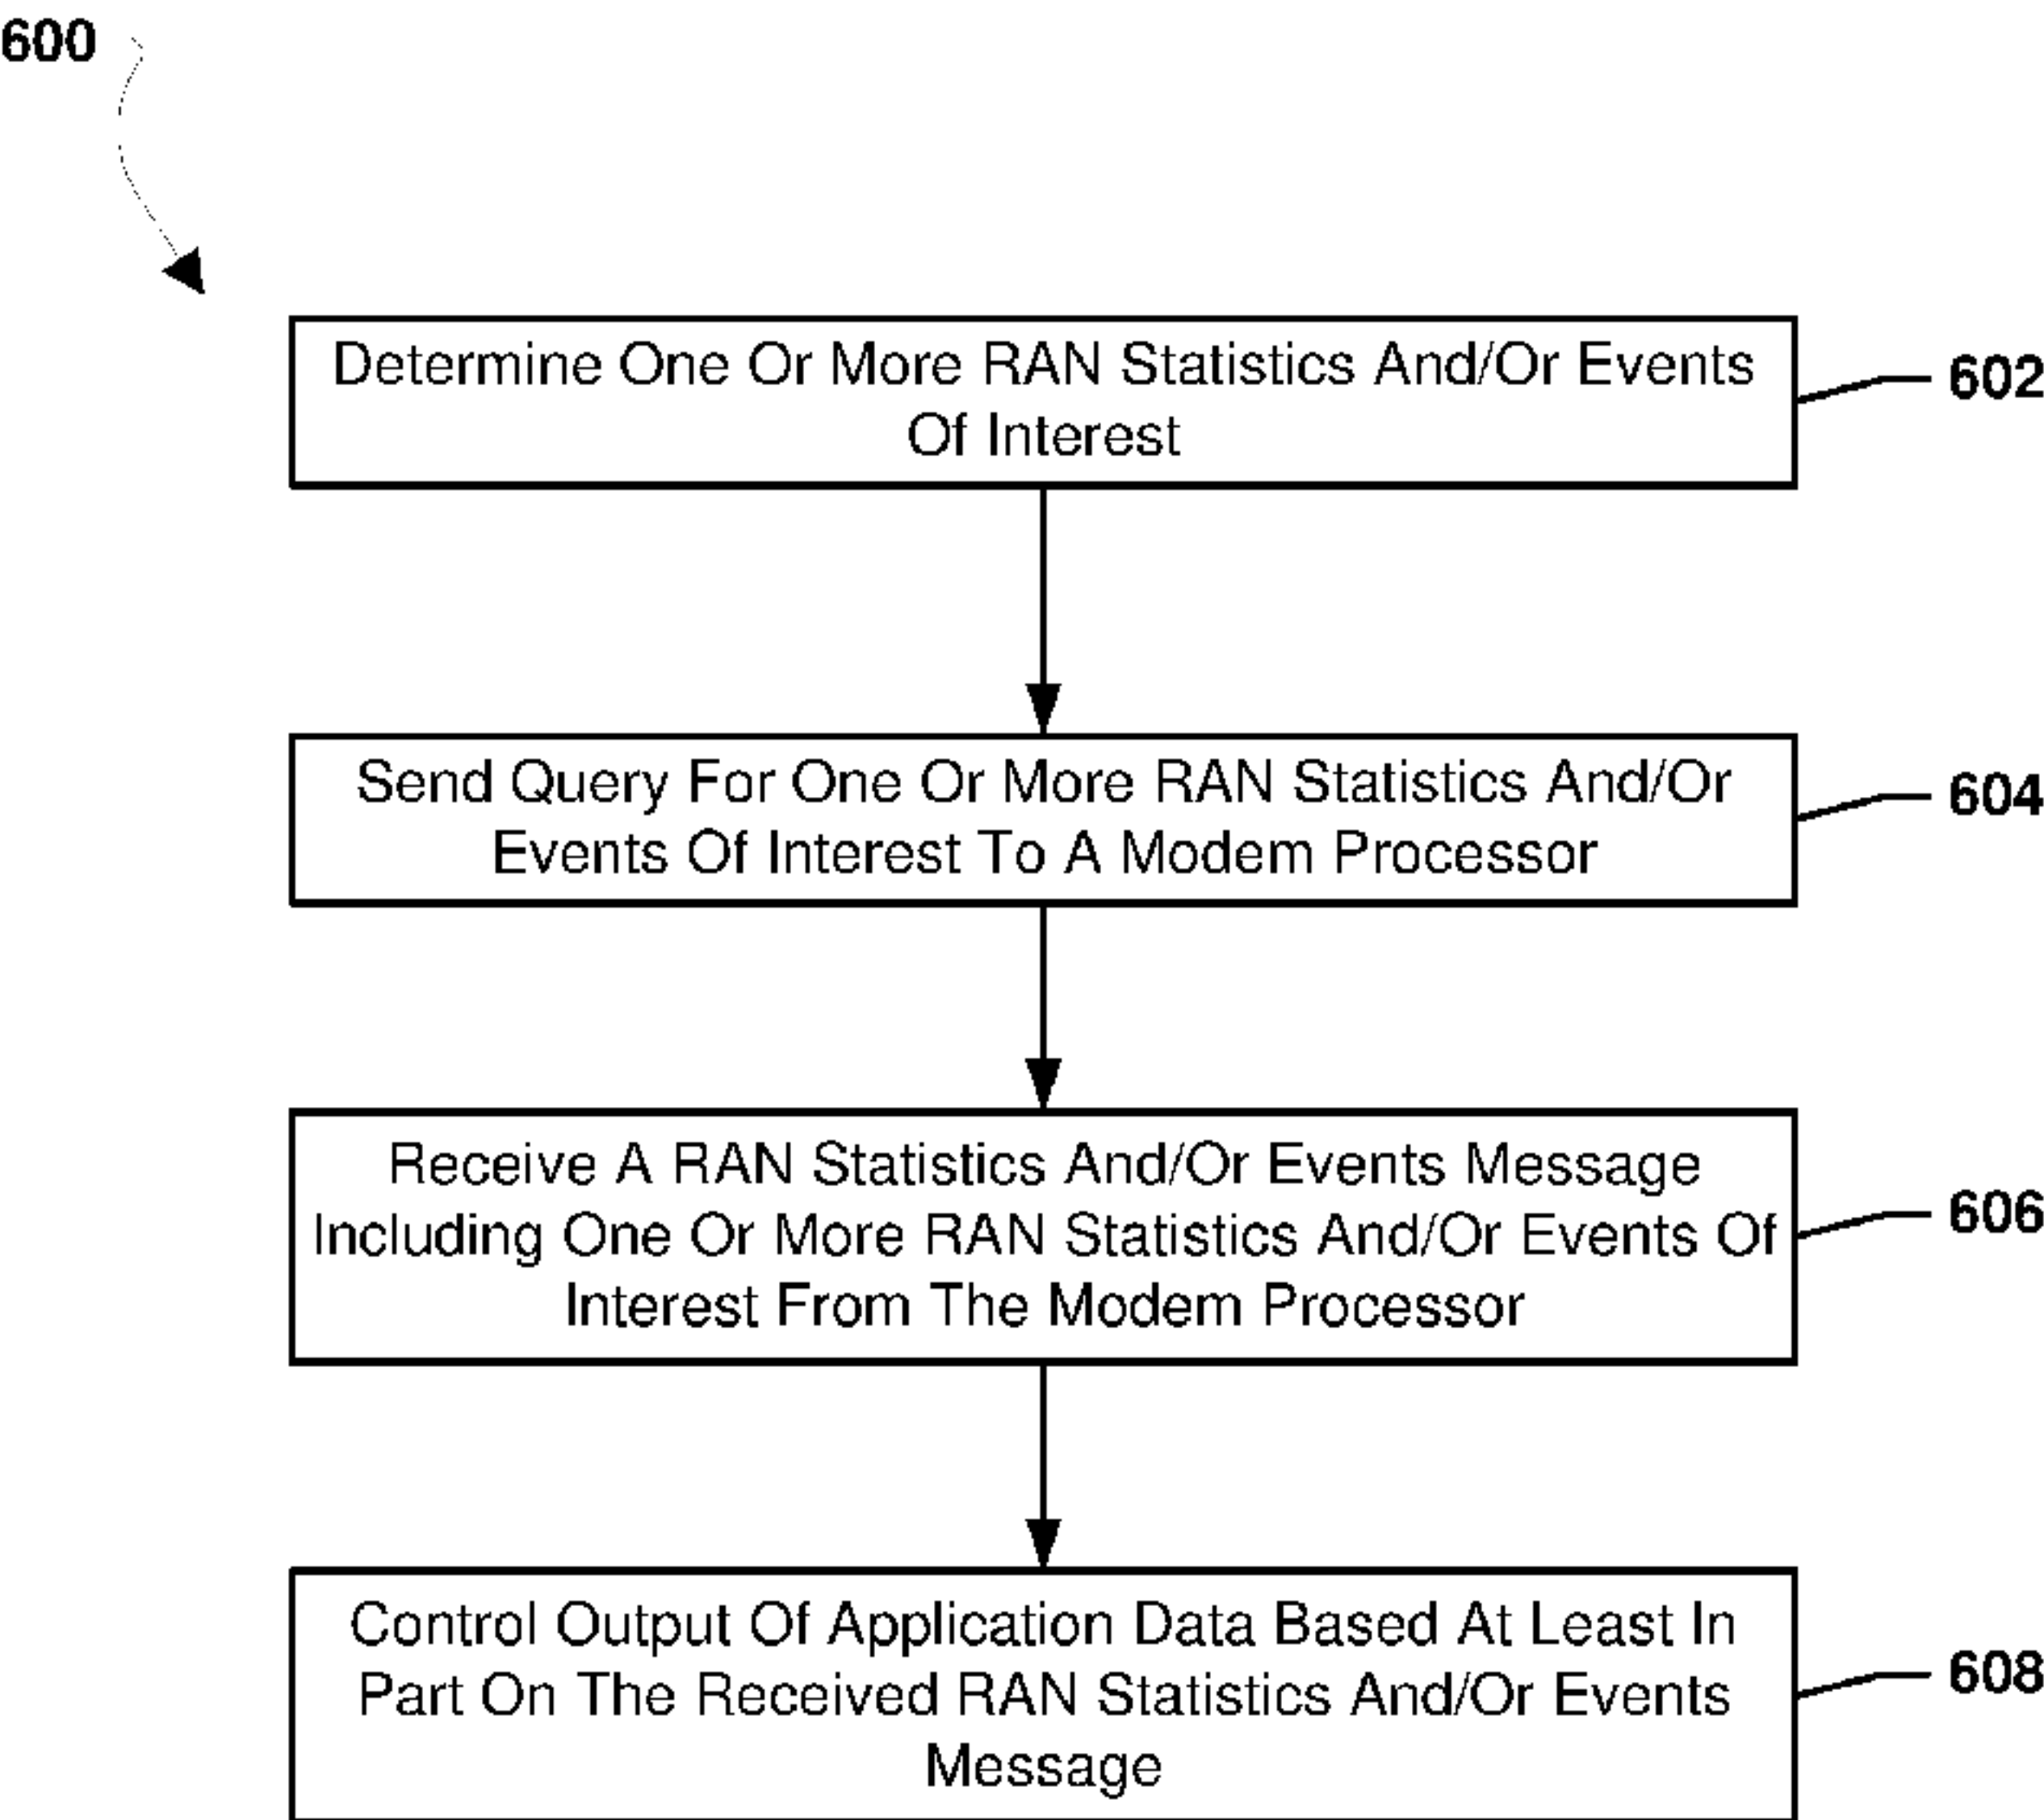 600
Determine One Or More RAN Statistics And/Or Events
Of Interest
602
Send Query For One Or More RAN Statistics And/Or
Events Of Interest To A Modem Processor
604
Receive A RAN Statistics And/Or Events Message
Including One Or More RAN Statistics And/Or Events Of
Interest From The Modem Processor
606
Control Output Of Application Data Based At Least In
Part On The Received RAN Statistics And/Or Events
Message
608